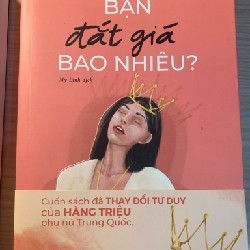 BẠN
đắt giá
BAO NHIÊU?
Cuốn sách đã THAY ĐỔI TƯ DUY
của HÀNG TRIỆU
phụ nữ Trung Quốc.